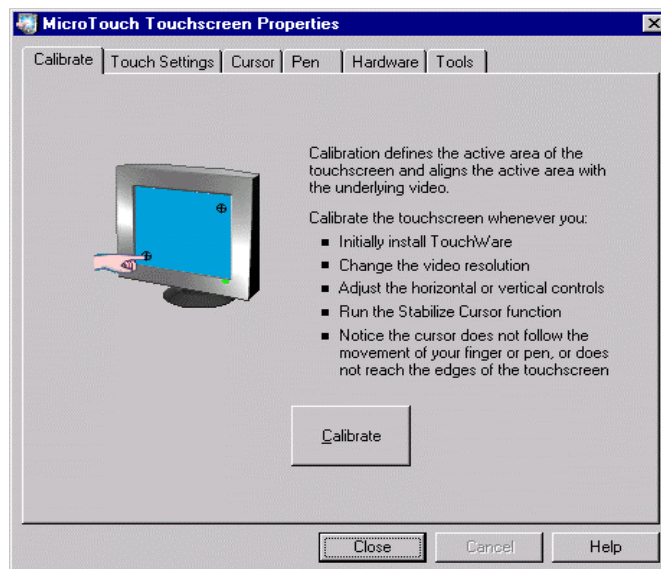 MicroTouch Touchscreen Properties
Calibrate Touch Settings Cursor Pen Hardware Tools
Calibration defines the active area of the
touchscreen and aligns the active area with
the underlying video.
Calibrate the touchscreen whenever you:
■ Initially install TouchWare
■ Change the video resolution
■ Adjust the horizontal or vertical controls
■ Run the Stabilize Cursor function
■ Notice the cursor does not follow the
movement of your finger or pen, or does
not reach the edges of the touchscreen
Calibrate
Close Cancel Help